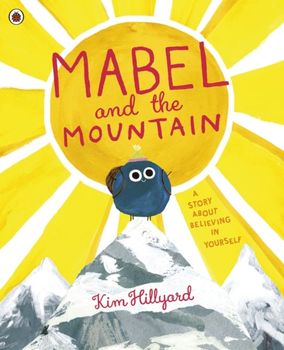 MABEL
and the
MOUNTAIN
A
STORY
ABOUT
BELIEVING
IN
YOURSELF
Kim Hillyard